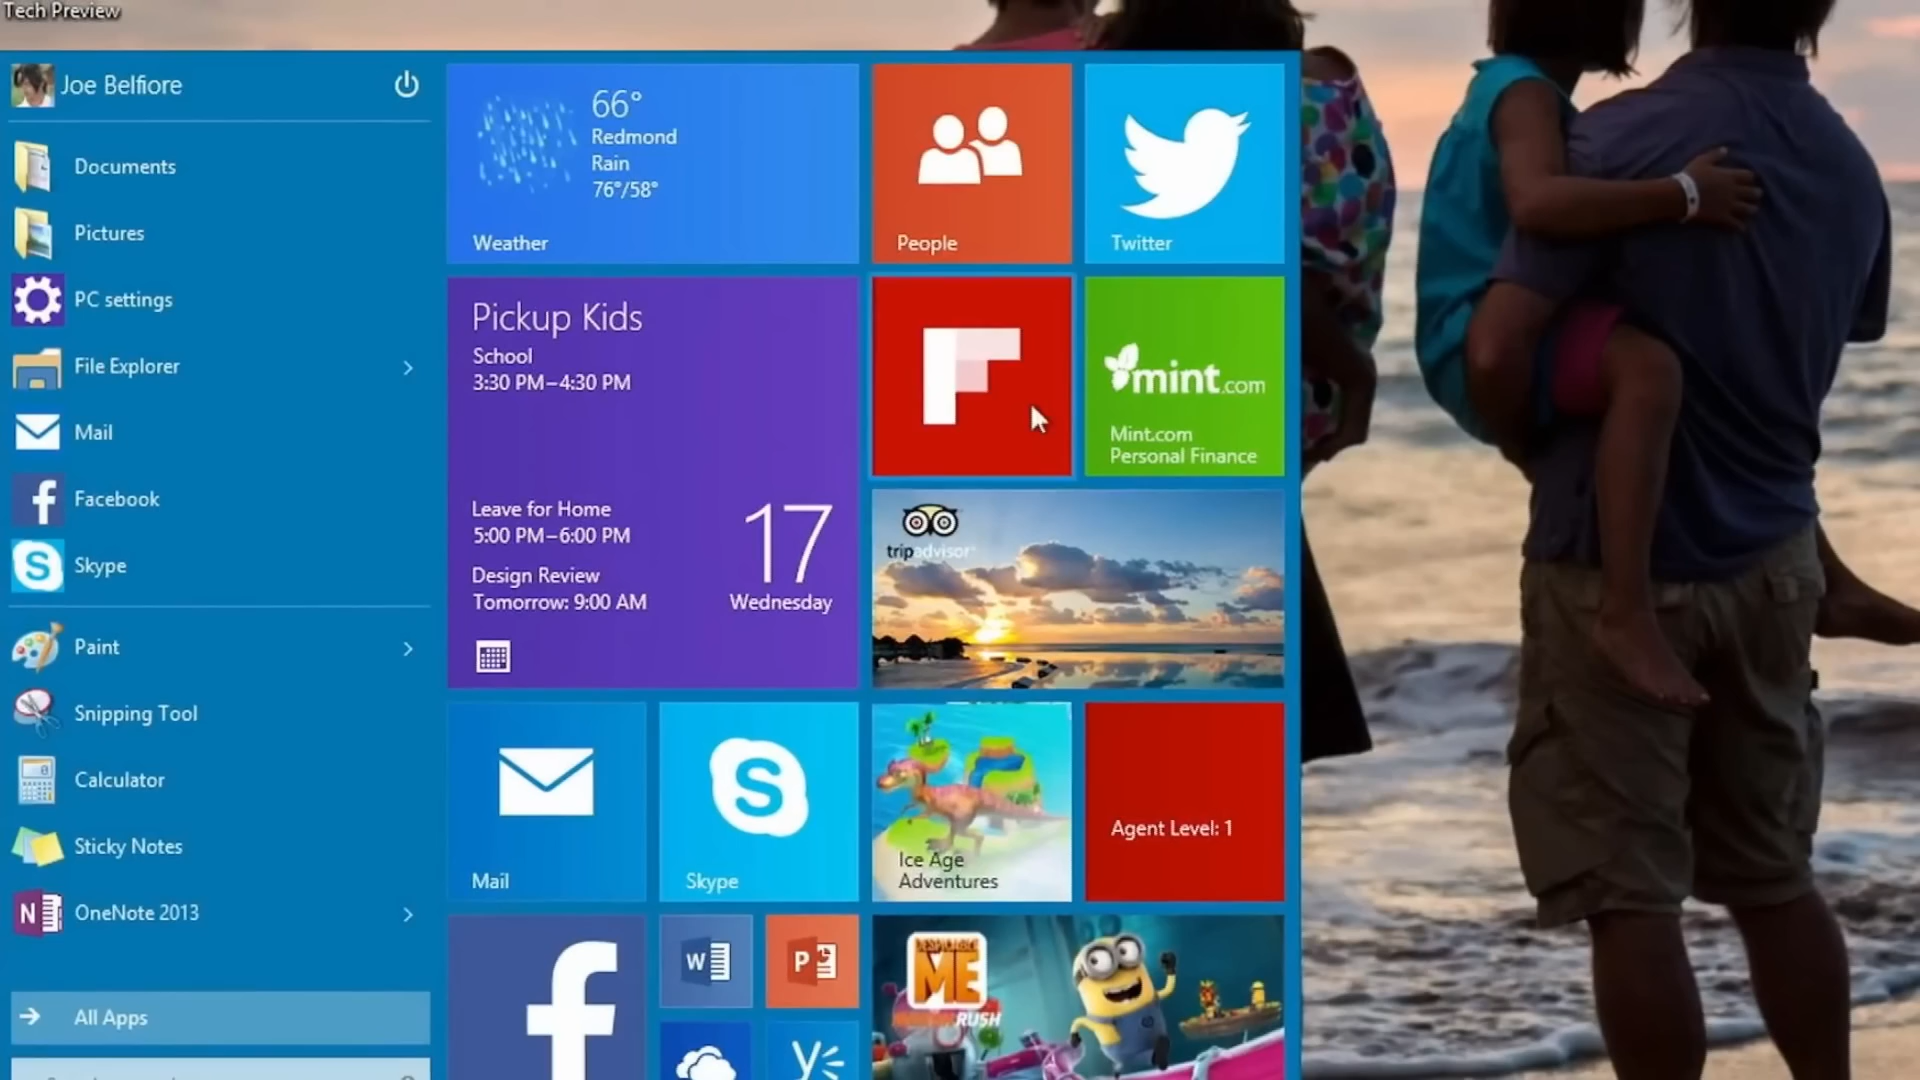 Tech Preview
Joe Belfiore
Documents
Pictures
PC settings
File Explorer
Mail
Facebook
Skype
Paint
Snipping Tool
Calculator
Sticky Notes
OneNote 2013
All Apps
66°
Redmond
Rain
76°/58°
Weather
People
Twitter
Pickup Kids
School
3:30 PM–4:30 PM
Leave for Home
5:00 PM–6:00 PM
Design Review
Tomorrow: 9:00 AM
17
Wednesday
mint.com
Mint.com
Personal Finance
tripadvisor
Mail
Skype
Ice Age
Adventures
Agent Level: 1
W
P
DESPICABLE
ME
RUSH